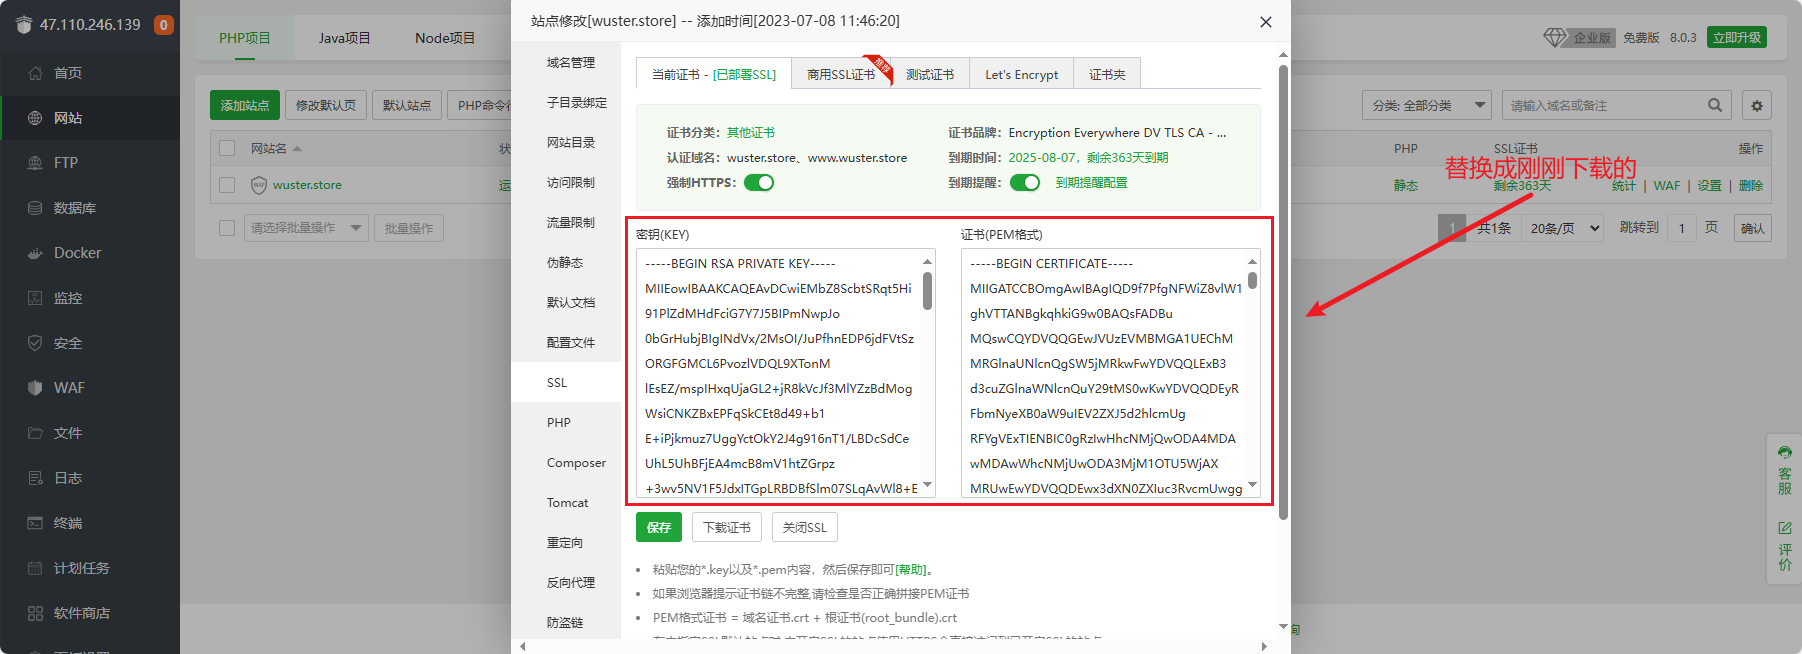 47.110.246.139
0
首页
网站
FTP
数据库
Docker
监控
安全
WAF
文件
日志
终端
计划任务
软件商店
PHP项目
Java项目
Node项目
企业版
免费版
8.0.3
立即升级
添加站点
修改默认页
默认站点
PHP命令行
分类: 全部分类
请输入域名或备注
网站名
状
PHP
SSL证书
操作
wuster.store
运
静态
剩余363天
统计 | WAF | 设置 | 删除
请选择批量操作
批量操作
1
共1条
20条/页
跳转到
1
页
确认
替换成刚刚下载的
客服
评价
站点修改[wuster.store] -- 添加时间[2023-07-08 11:46:20]
域名管理
子目录绑定
网站目录
访问限制
流量限制
伪静态
默认文档
配置文件
SSL
PHP
Composer
Tomcat
重定向
反向代理
防盗链
当前证书 - [已部署SSL]
商用SSL证书
推荐
测试证书
Let's Encrypt
证书夹
证书分类： 其他证书
证书品牌： Encryption Everywhere DV TLS CA - ...
认证域名： wuster.store、www.wuster.store
到期时间： 2025-08-07，剩余363天到期
强制HTTPS：
到期提醒：
到期提醒配置
密钥(KEY)
-----BEGIN RSA PRIVATE KEY-----
MIIEowIBAAKCAQEAvDCwiEMbZ8ScbtSRqt5Hi
91PlZdMHdFciG7Y7J5BIPmNwpJo
0bGrHubjBIgINdVx/2MsOI/JuPfhnEDP6jdFVtSz
ORGFGMCL6PvozlVDQL9XTonM
lEsEZ/mspIHxqUjaGL2+jR8kVcJf3MlYZzBdMog
WsiCNKZBxEPFqSkCEt8d49+b1
E+iPjkmuz7UggYctOkY2J4g916nT1/LBDcSdCe
UhL5UhBFjEA4mcB8mV1htZGrpz
+3wv5NV1F5JdxITGpLRBDBfSlm07SLqAvWl8+E
证书(PEM格式)
-----BEGIN CERTIFICATE-----
MIIGATCCBOmgAwIBAgIQD9f7PfgNFWiZ8vlW1
ghVTTANBgkqhkiG9w0BAQsFADBu
MQswCQYDVQQGEwJVUzEVMBMGA1UEChM
MRGlnaUNlcnQgSW5jMRkwFwYDVQQLExB3
d3cuZGlnaWNlcnQuY29tMS0wKwYDVQQDEyR
FbmNyeXB0aW9uIEV2ZXJ5d2hlcmUg
RFYgVExTIENBIC0gRzIwHhcNMjQwODA4MDA
wMDAwWhcNMjUwODA3MjM1OTU5WjAX
MRUwEwYDVQQDEwx3dXN0ZXIuc3RvcmUwgg
保存
下载证书
关闭SSL
粘贴您的*.key以及*.pem内容，然后保存即可[帮助]。
如果浏览器提示证书链不完整,请检查是否正确拼接PEM证书
PEM格式证书 = 域名证书.crt + 根证书(root_bundle).crt